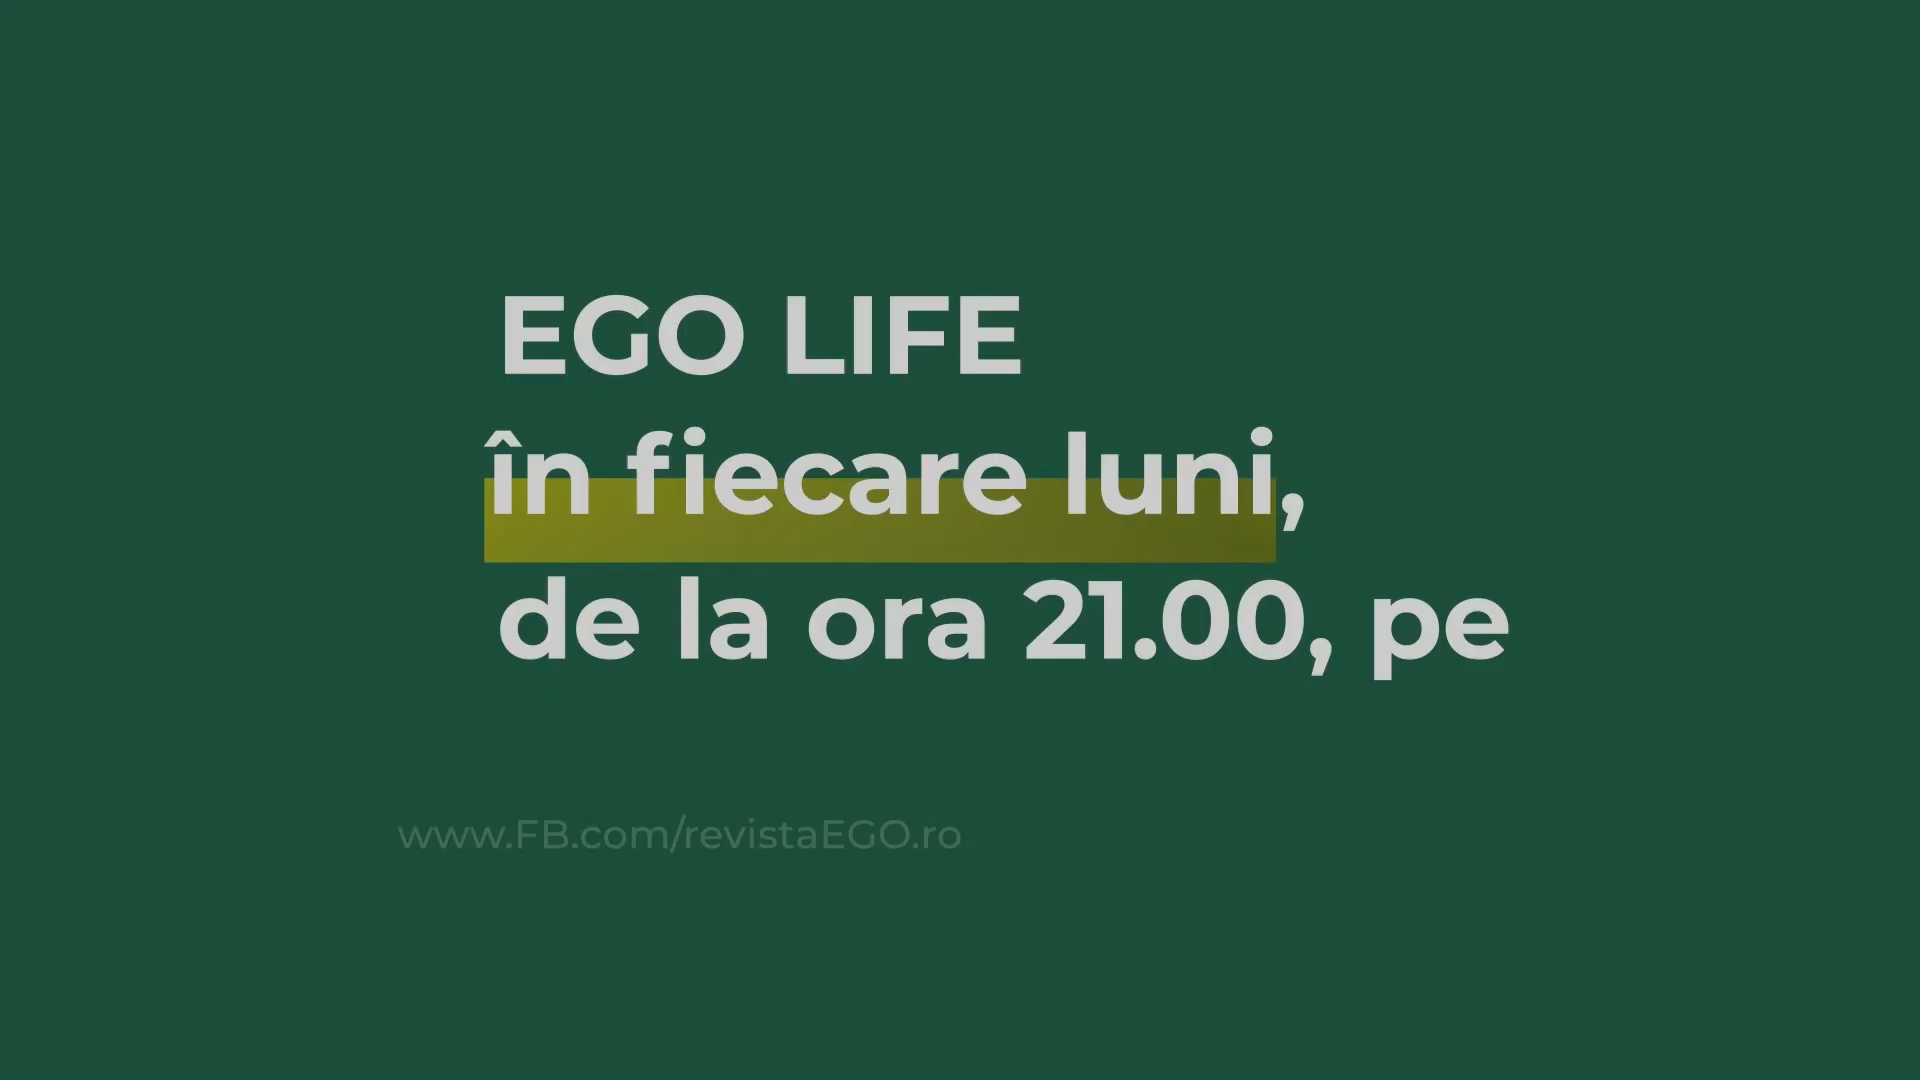 EGO LIFE
în fiecare luni,
de la ora 21.00, pe
www.FB.com/revistaEGO.ro